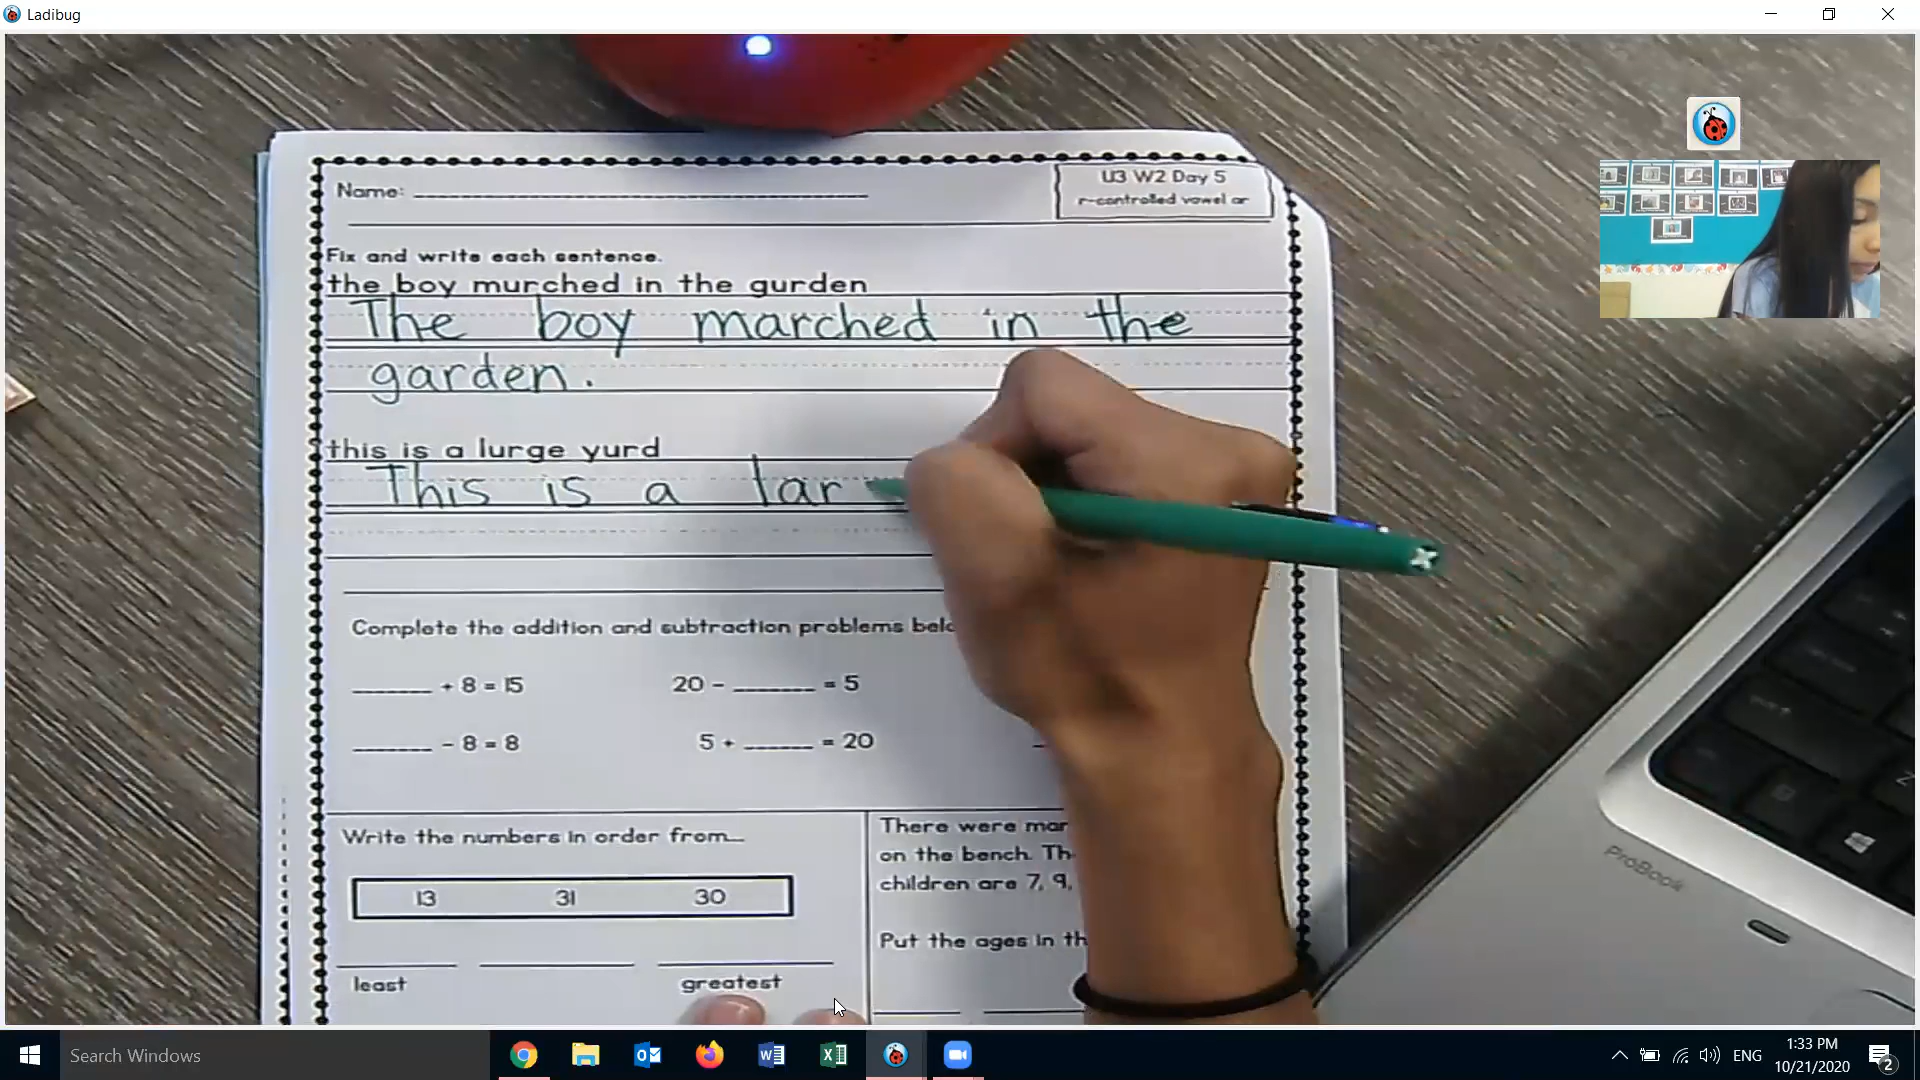 Ladibug
Name:
U3 W2 Day 5
r-controlled vowel ar
Fix and write each sentence.
the boy murched in the gurden
The boy marched in the
garden.
this is a lurge yurd
This is a lar
Complete the addition and subtraction problems
+ 8 = 15
20 - = 5
- 8 = 8
5 + = 20
Write the numbers in order from...
13 31 30
least greatest
There were
on the bench.
children are 7, 9,
Put the ages in
ProBook
Search Windows
ENG
1:33 PM
10/21/2020
2